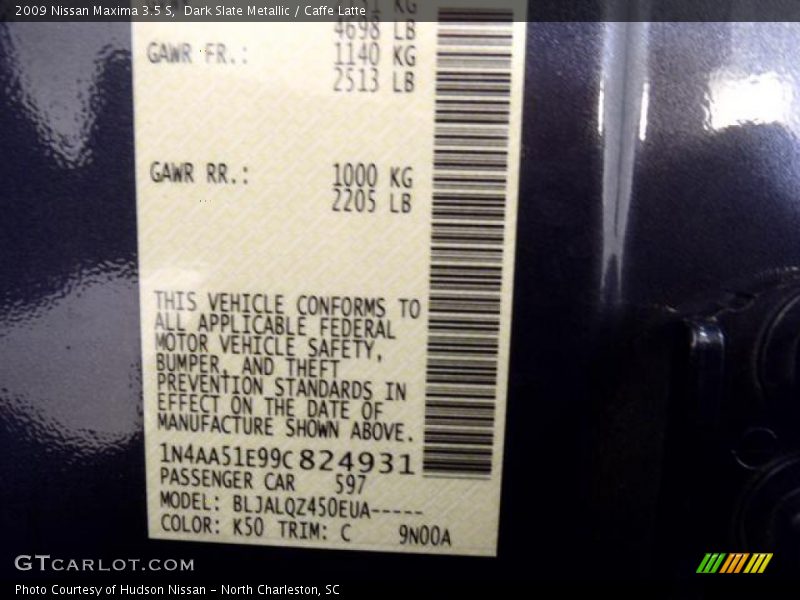 2009 Nissan Maxima 3.5 S, Dark Slate Metallic / Caffe Latte
KG
4698 LB
GAWR FR.: 1140 KG
2513 LB
GAWR RR.: 1000 KG
2205 LB
THIS VEHICLE CONFORMS TO
ALL APPLICABLE FEDERAL
MOTOR VEHICLE SAFETY,
BUMPER, AND THEFT
PREVENTION STANDARDS IN
EFFECT ON THE DATE OF
MANUFACTURE SHOWN ABOVE.
1N4AA51E99C824931
PASSENGER CAR 597
MODEL: BLJALQZ450EUA-----
COLOR: K50 TRIM: C 9N00A
GTCARLOT.COM
Photo Courtesy of Hudson Nissan - North Charleston, SC